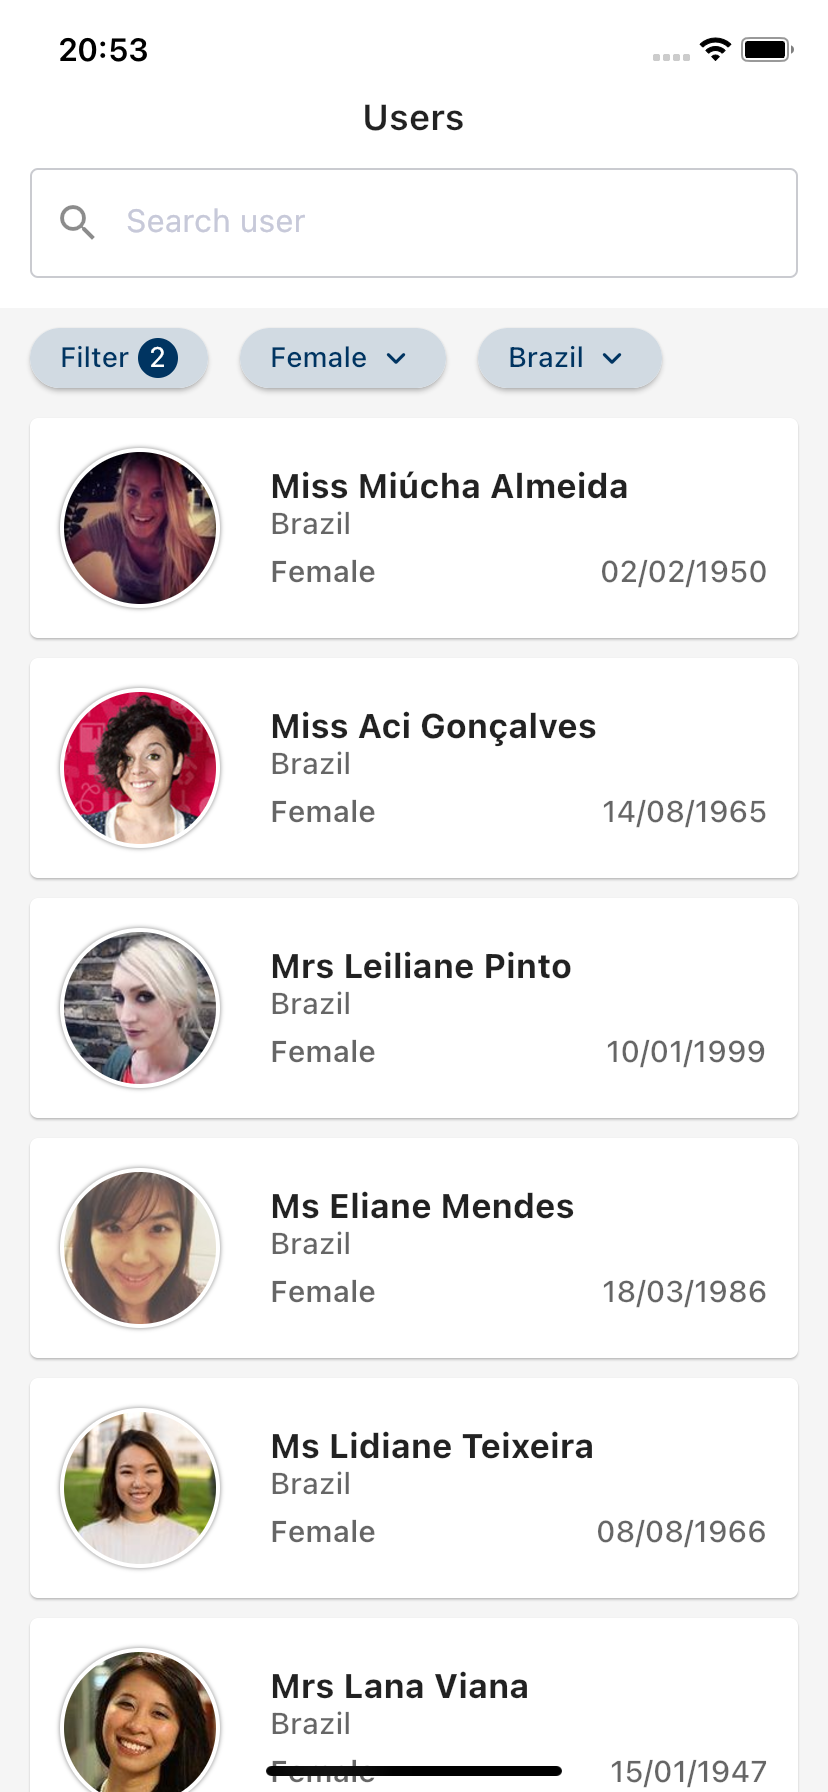 20:53
Users
Search user
Filter 2 Female Brazil
Miss Miúcha Almeida
Brazil
Female 02/02/1950
Miss Aci Gonçalves
Brazil
Female 14/08/1965
Mrs Leiliane Pinto
Brazil
Female 10/01/1999
Ms Eliane Mendes
Brazil
Female 18/03/1986
Ms Lidiane Teixeira
Brazil
Female 08/08/1966
Mrs Lana Viana
Brazil
Female 15/01/1947